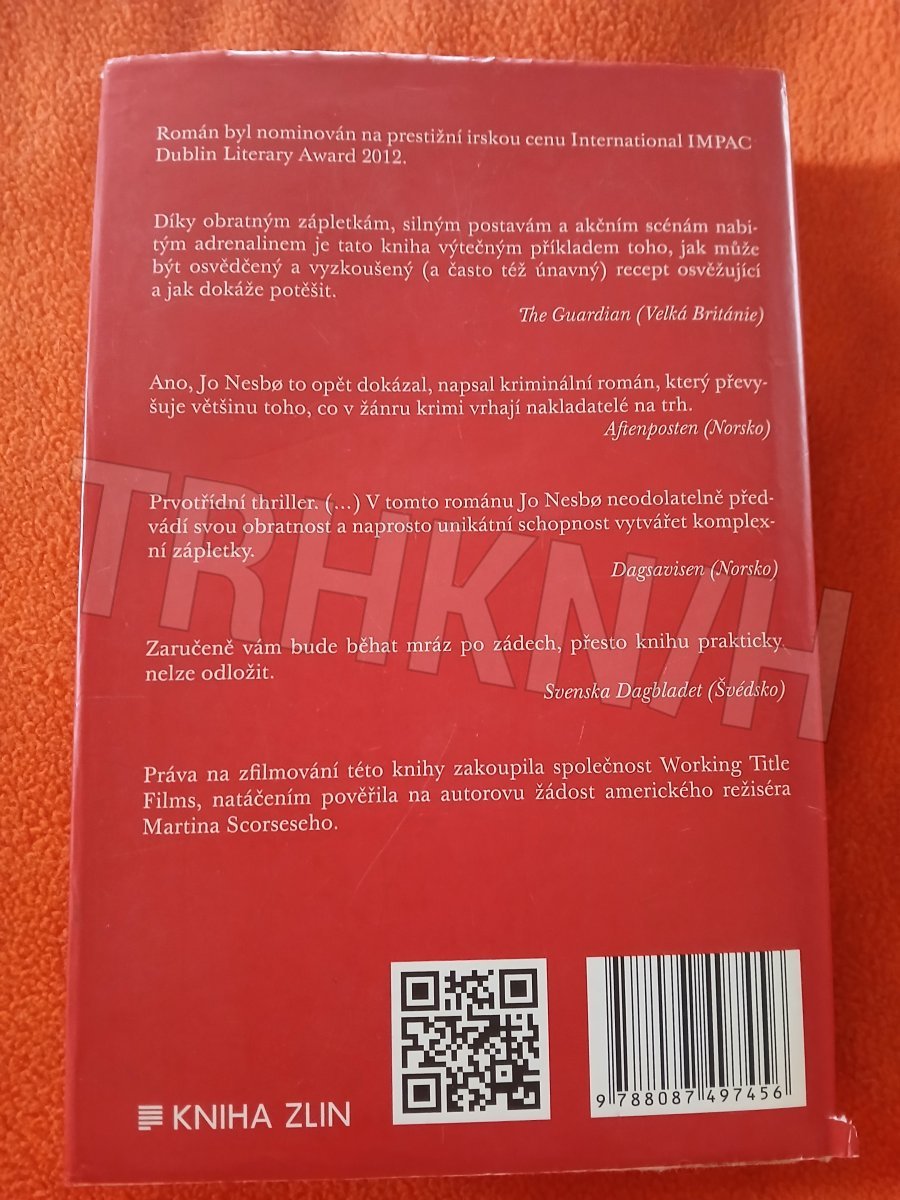 Román byl nominován na prestižní irskou cenu International IMPAC
Dublin Literary Award 2012.
Díky obratným zápletkám, silným postavám a akčním scénám nabi-
tým adrenalinem je tato kniha výtečným příkladem toho, jak může
být osvědčený a vyzkoušený (a často též únavný) recept osvěžující
a jak dokáže potěšit.
The Guardian (Velká Británie)
Ano, Jo Nesbø to opět dokázal, napsal kriminální román, který převy-
šuje většinu toho, co v žánru krimi vrhají nakladatelé na trh.
Aftenposten (Norsko)
Prvotřídní thriller. (...) V tomto románu Jo Nesbø neodolatelně před-
vádí svou obratnost a naprosto unikátní schopnost vytvářet komplex-
ní zápletky.
Dagsavisen (Norsko)
TRHKNIH
Zaručeně vám bude běhat mráz po zádech, přesto knihu prakticky
nelze odložit.
Svenska Dagbladet (Švédsko)
Práva na zfilmování této knihy zakoupila společnost Working Title
Films, natáčením pověřila na autorovu žádost amerického režiséra
Martina Scorseseho.
KNIHA ZLIN
9 788087 497456